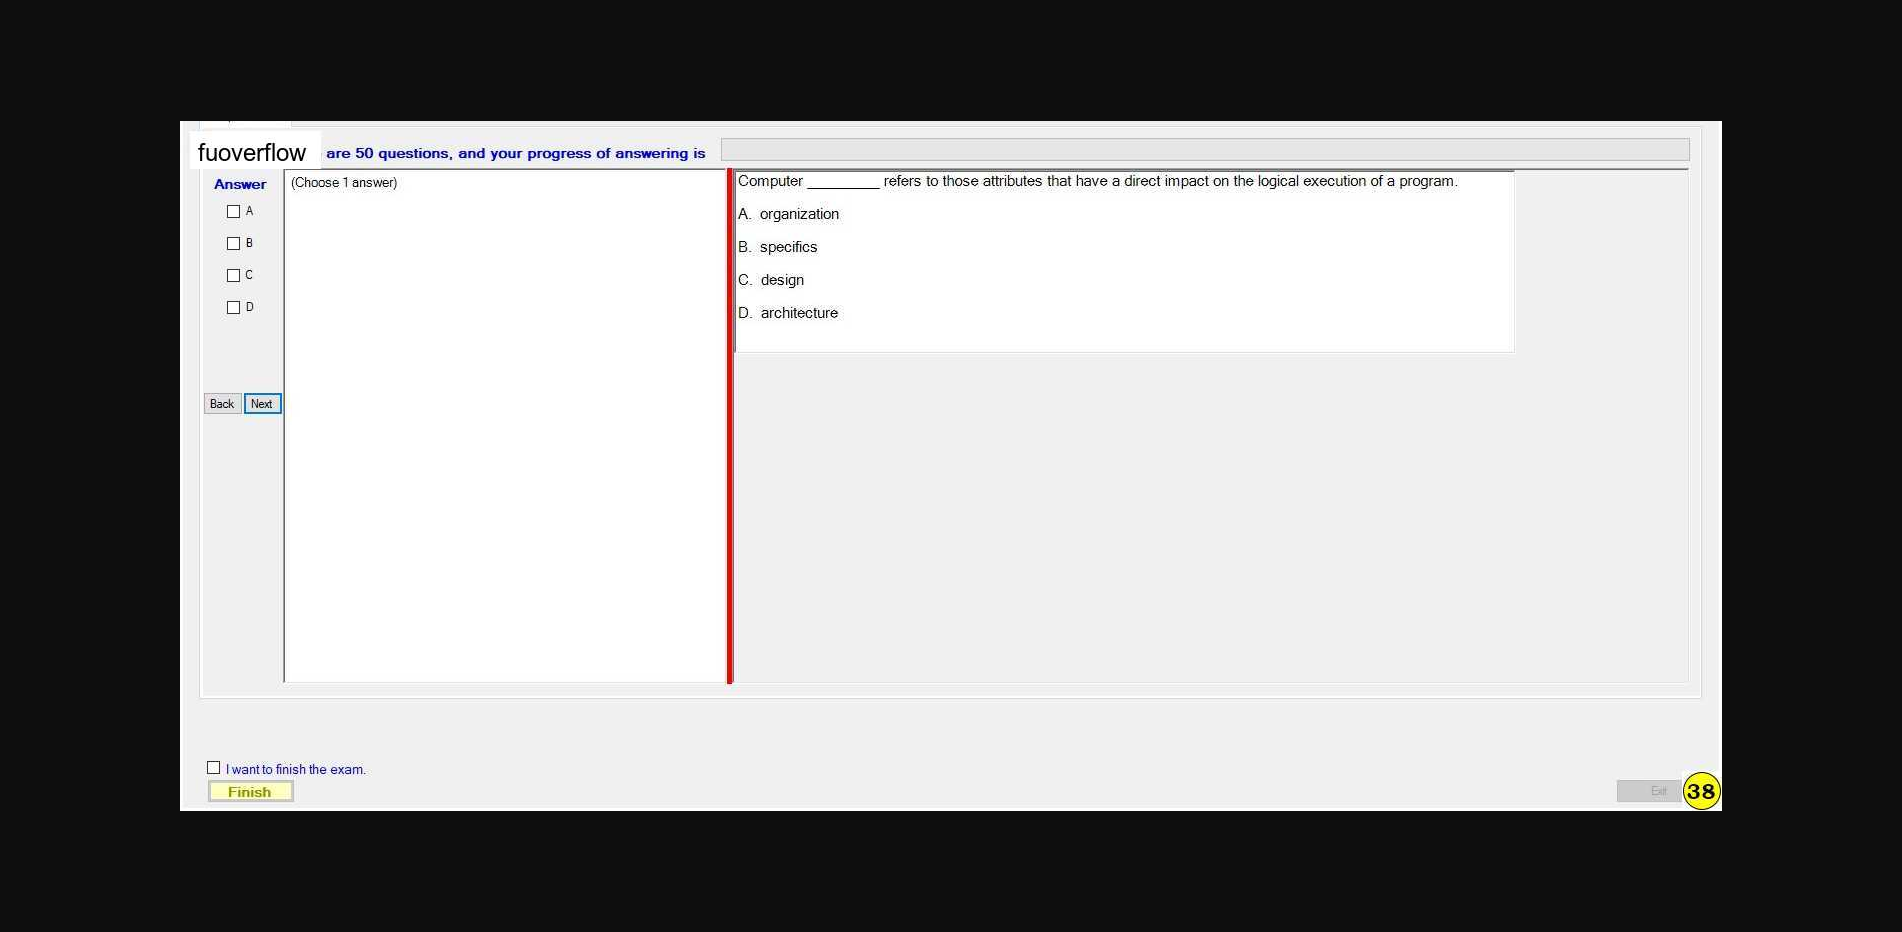 fuoverflow are 50 questions, and your progress of answering is
Answer
A
B
C
D
Back Next
(Choose 1 answer)
Computer _________ refers to those attributes that have a direct impact on the logical execution of a program.
A. organization
B. specifics
C. design
D. architecture
I want to finish the exam.
Finish
Exit
38